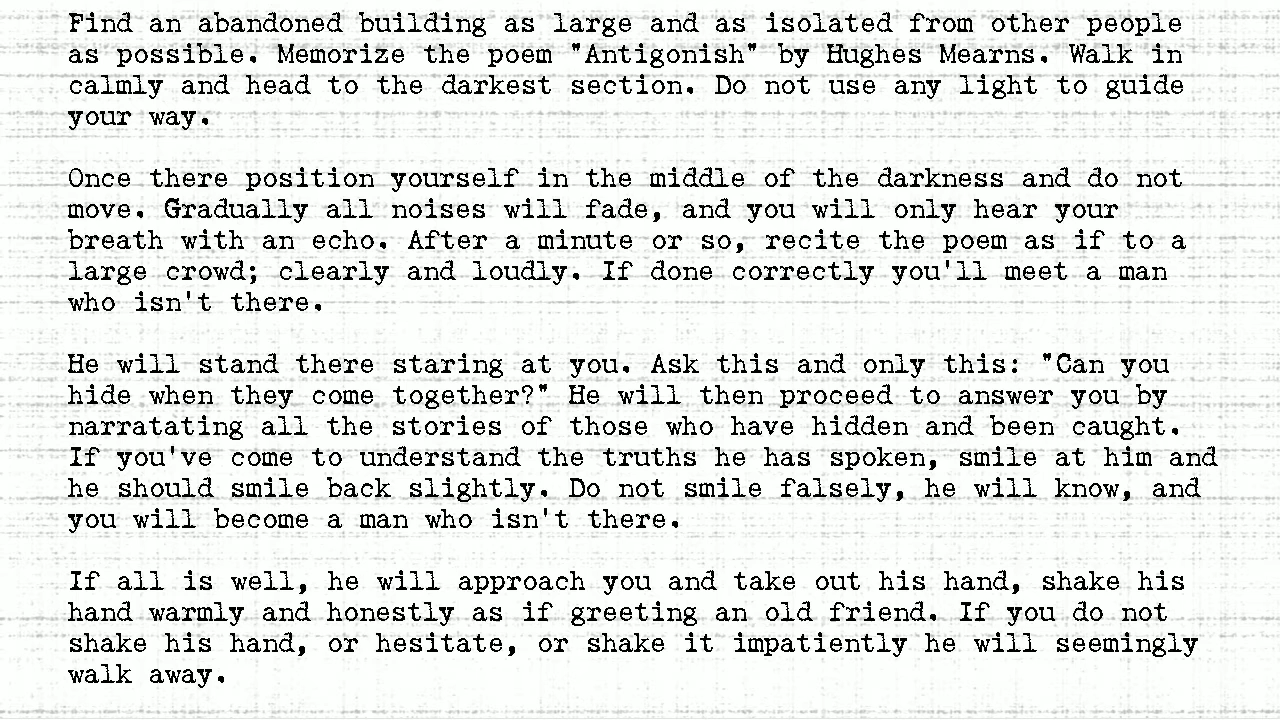 Find an abandoned building as large and as isolated from other people
as possible. Memorize the poem "Antigonish" by Hughes Mearns. Walk in
calmly and head to the darkest section. Do not use any light to guide
your way.
Once there position yourself in the middle of the darkness and do not
move. Gradually all noises will fade, and you will only hear your
breath with an echo. After a minute or so, recite the poem as if to a
large crowd; clearly and loudly. If done correctly you'll meet a man
who isn't there.
He will stand there staring at you. Ask this and only this: "Can you
hide when they come together?" He will then proceed to answer you by
narratating all the stories of those who have hidden and been caught.
If you've come to understand the truths he has spoken, smile at him and
he should smile back slightly. Do not smile falsely, he will know, and
you will become a man who isn't there.
If all is well, he will approach you and take out his hand, shake his
hand warmly and honestly as if greeting an old friend. If you do not
shake his hand, or hesitate, or shake it impatiently he will seemingly
walk away.